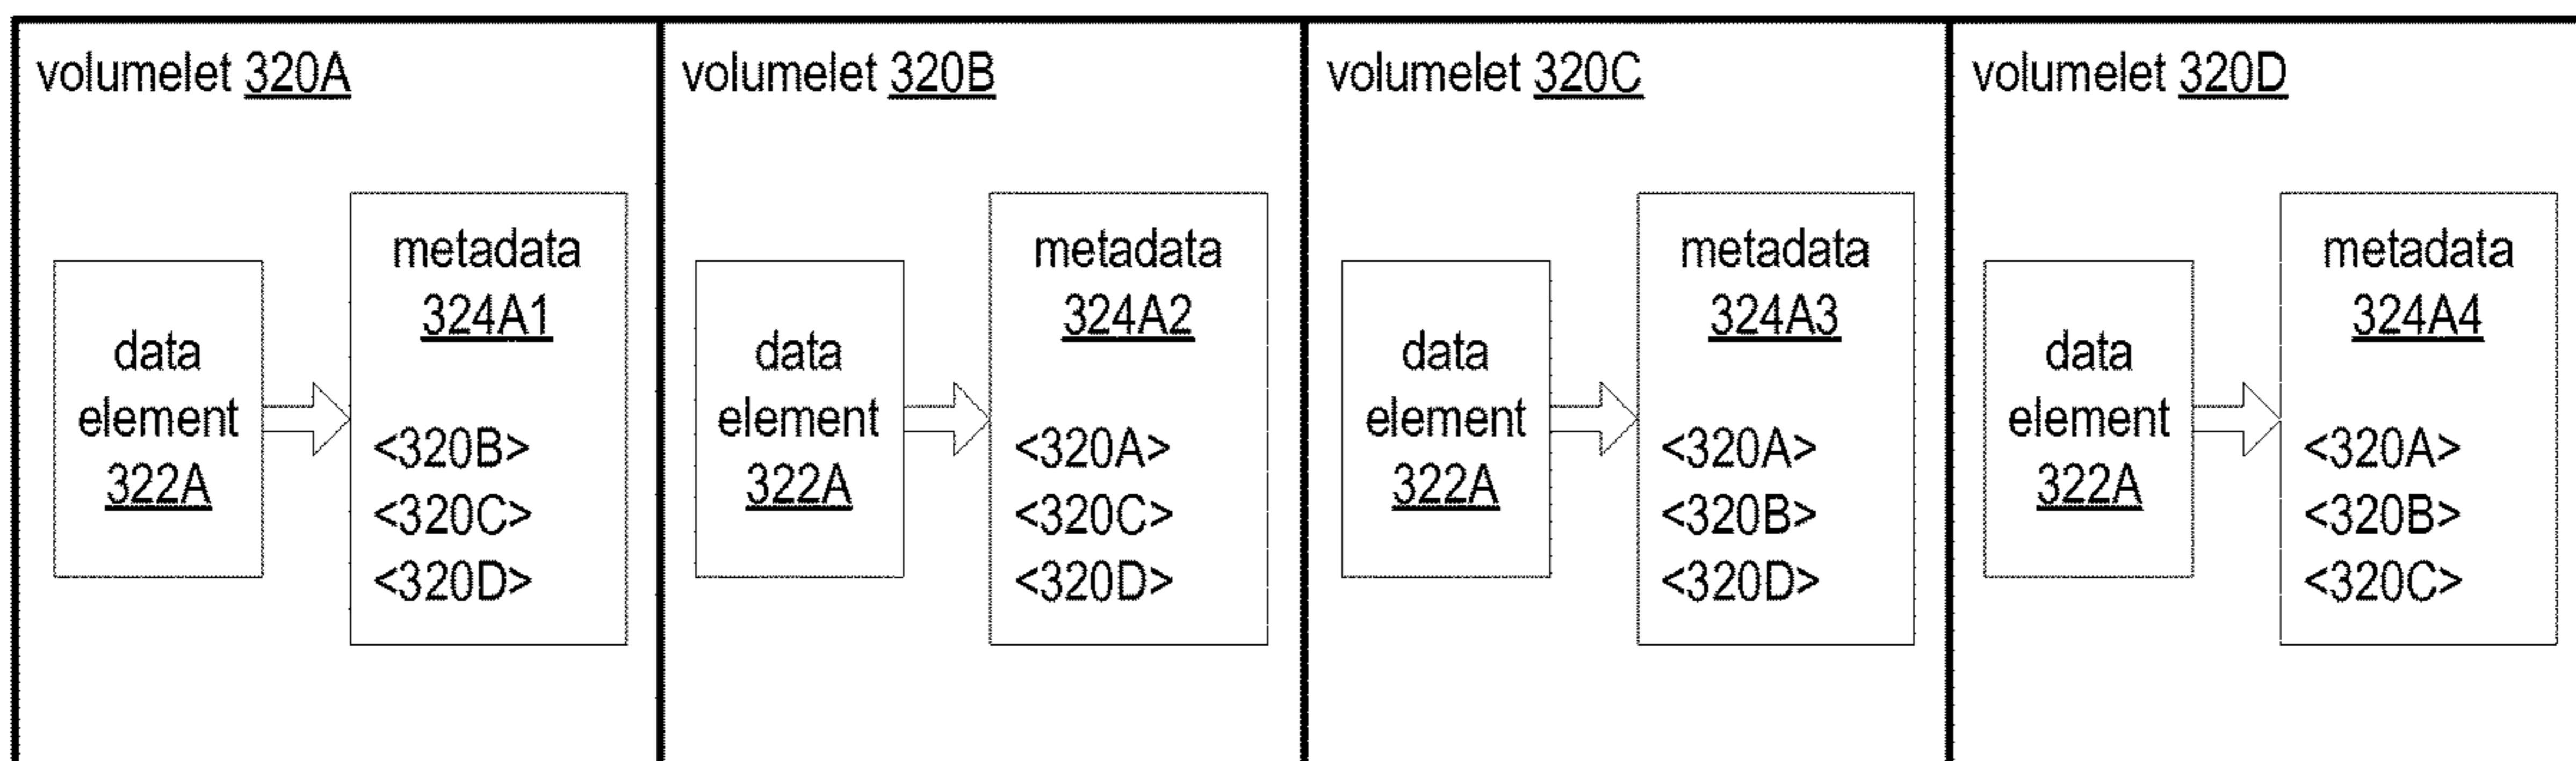 volumelet 320A
metadata
324A1
data
element
322A
<320B>
<320C>
<320D>
volumelet 320B
metadata
324A2
data
element
322A
<320A>
<320C>
<320D>
volumelet 320C
metadata
324A3
data
element
322A
<320A>
<320B>
<320D>
volumelet 320D
metadata
324A4
data
element
322A
<320A>
<320B>
<320C>